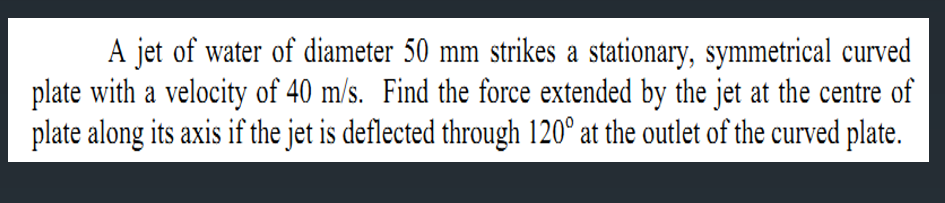 A jet of water of diameter 50 mm strikes a stationary, symmetrical curved
plate with a velocity of 40 m/s. Find the force extended by the jet at the centre of
plate along its axis if the jet is deflected through 120° at the outlet of the curved plate.